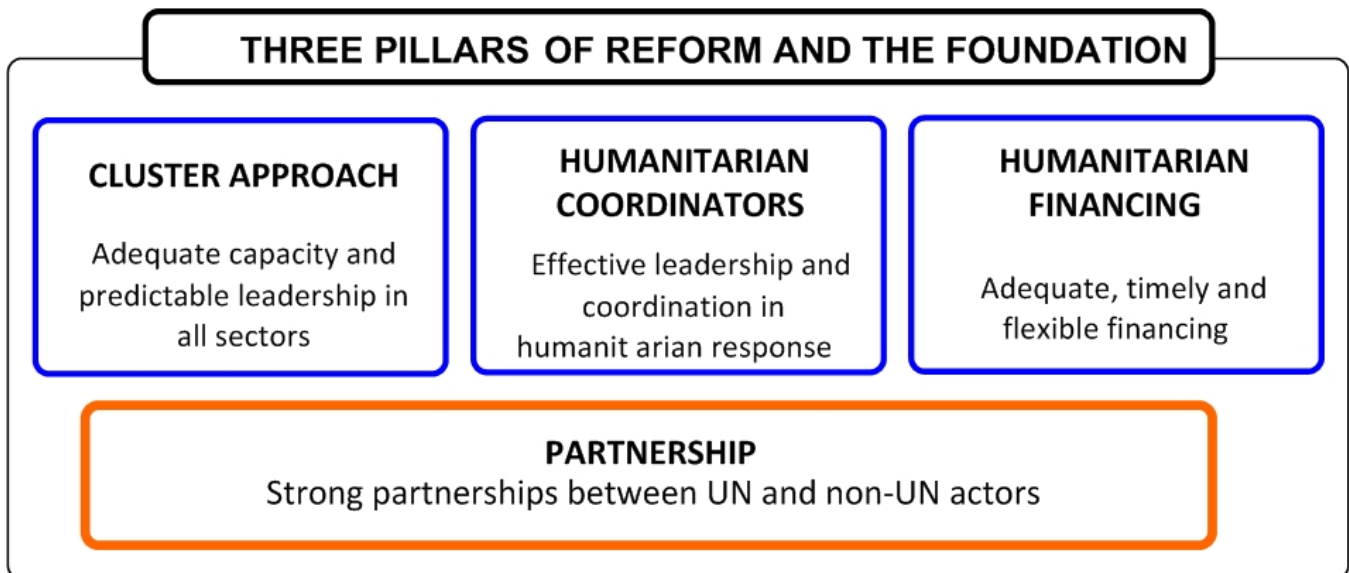 THREE PILLARS OF REFORM AND THE FOUNDATION
CLUSTER APPROACH
Adequate capacity and
predictable leadership in
all sectors
HUMANITARIAN
COORDINATORS
Effective leadership and
coordination in
humanit arian response
HUMANITARIAN
FINANCING
Adequate, timely and
flexible financing
PARTNERSHIP
Strong partnerships between UN and non-UN actors